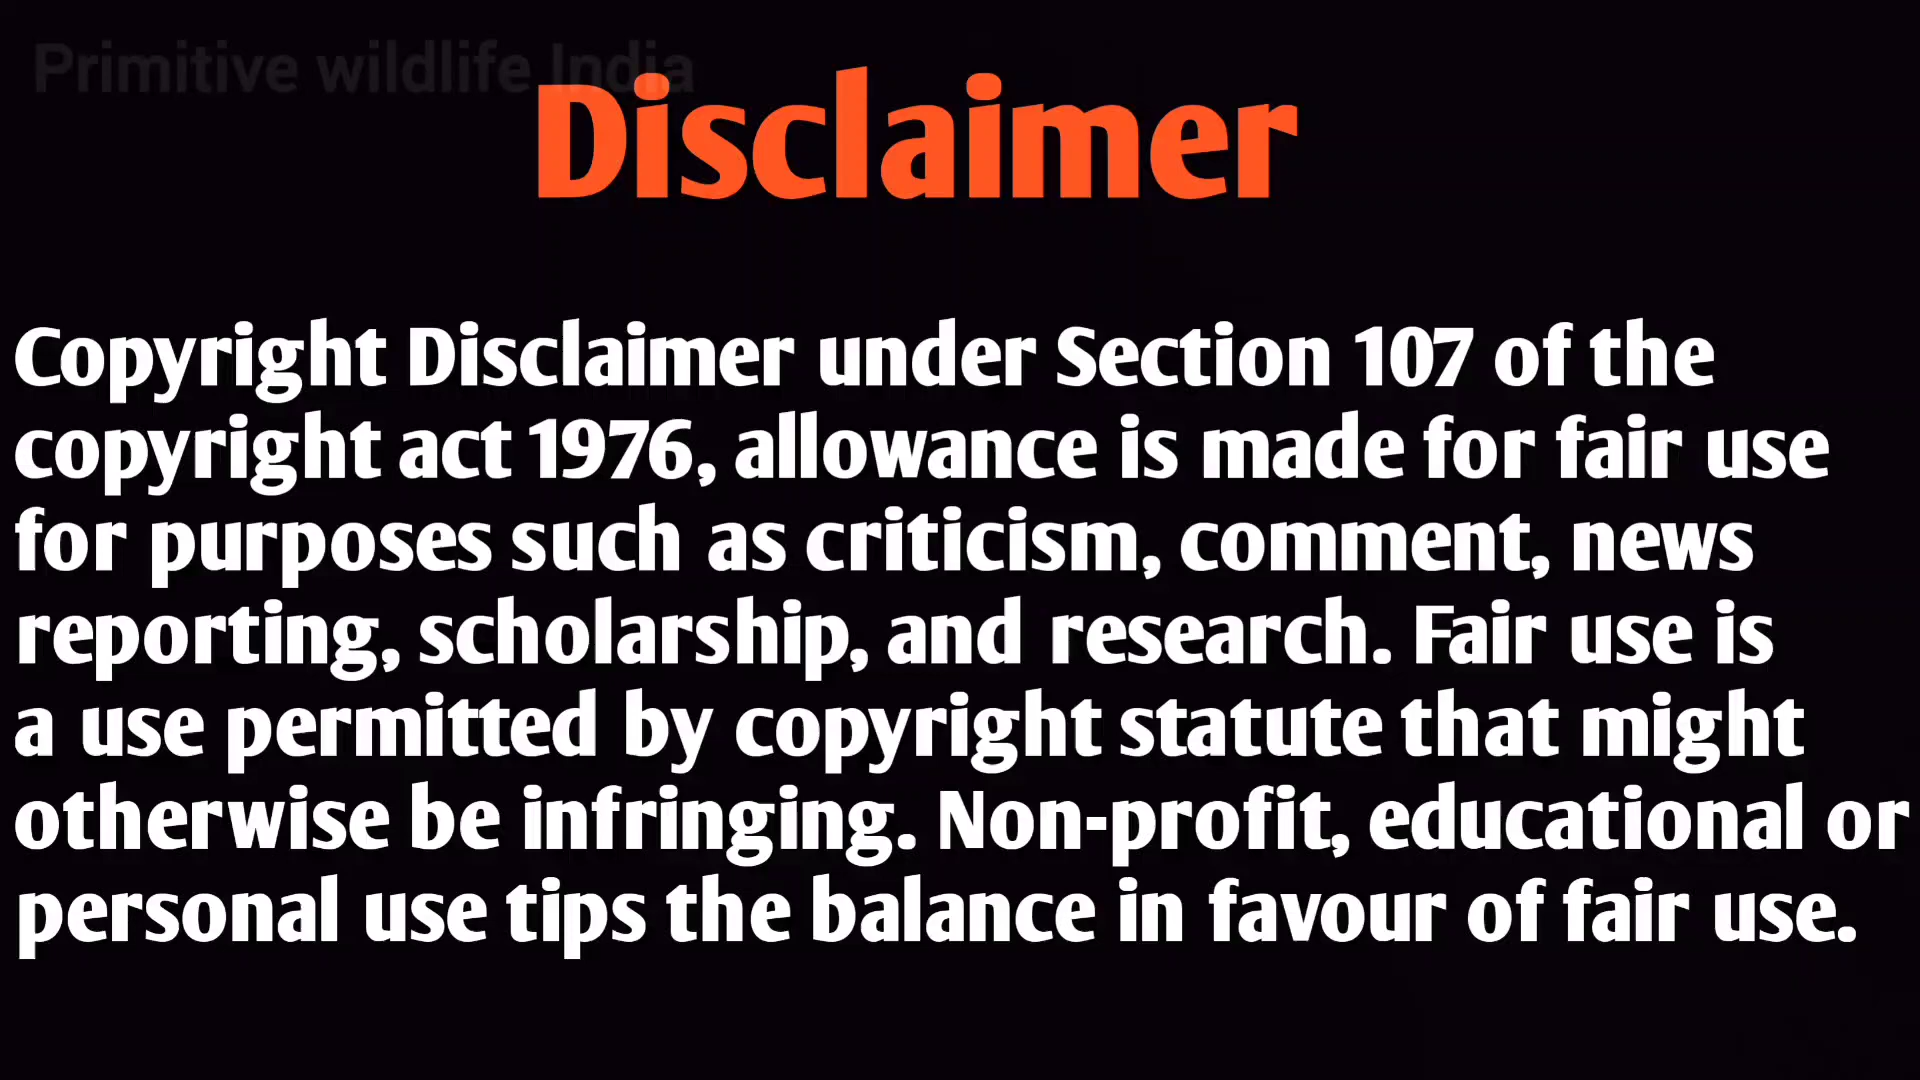 Primitive wildlife India
Disclaimer
Copyright Disclaimer under Section 107 of the
copyright act 1976, allowance is made for fair use
for purposes such as criticism, comment, news
reporting, scholarship, and research. Fair use is
a use permitted by copyright statute that might
otherwise be infringing. Non-profit, educational or
personal use tips the balance in favour of fair use.